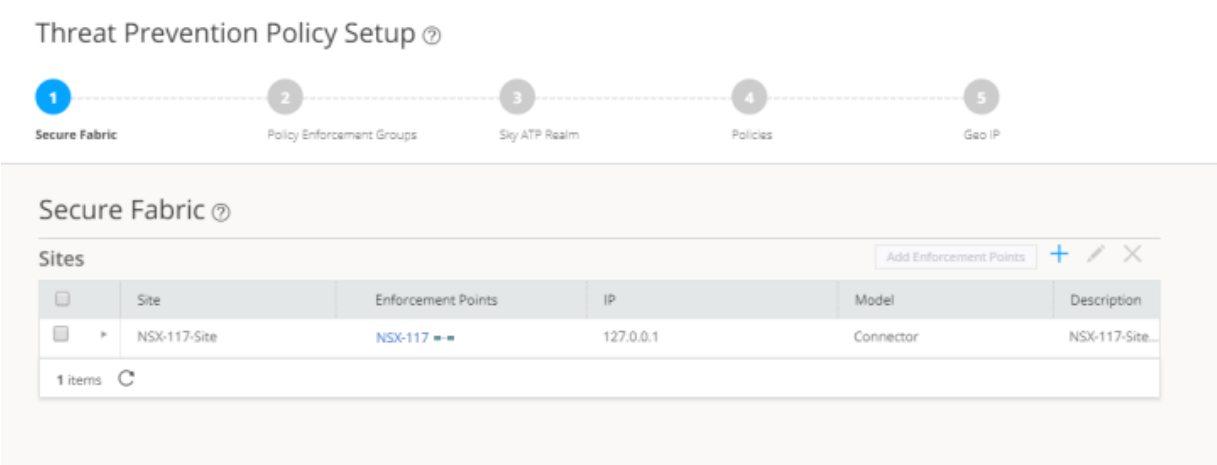 Threat Prevention Policy Setup ?
1 2 3 4 5
Secure Fabric Policy Enforcement Groups Sky ATP Realm Policies Geo IP
Secure Fabric ?
Sites Add Enforcement Points
Site Enforcement Points IP Model Description
NSX-117-Site NSX-117 127.0.0.1 Connector NSX-117-Site...
1 items